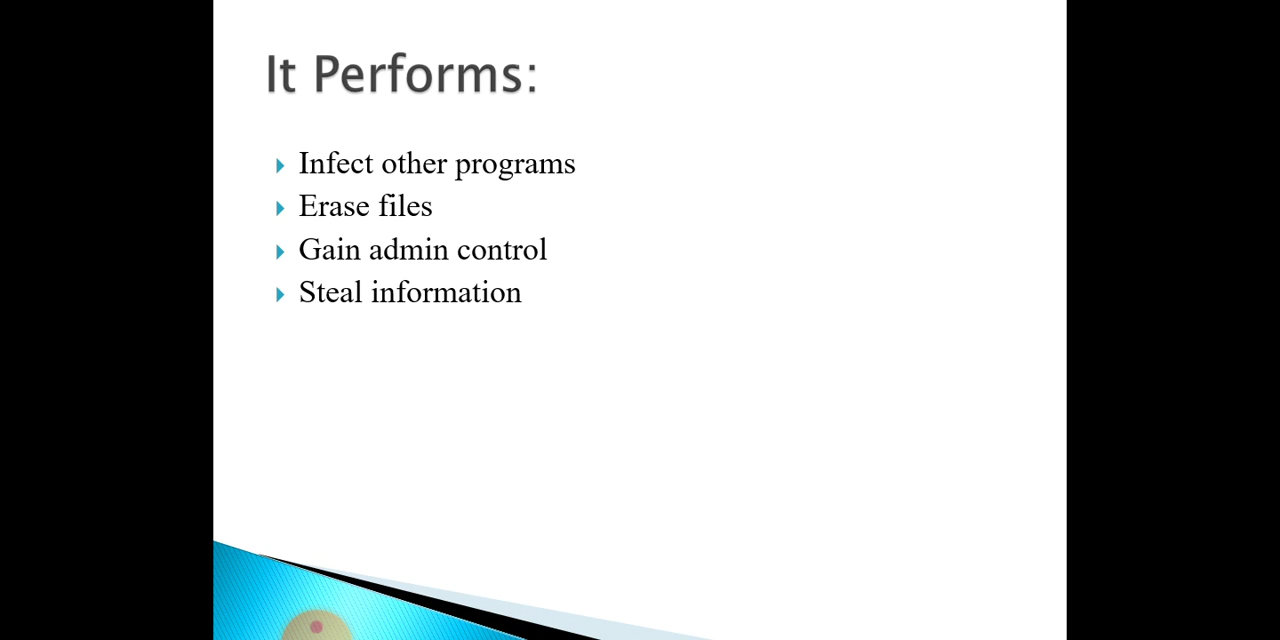 It Performs:
Infect other programs
Erase files
Gain admin control
Steal information